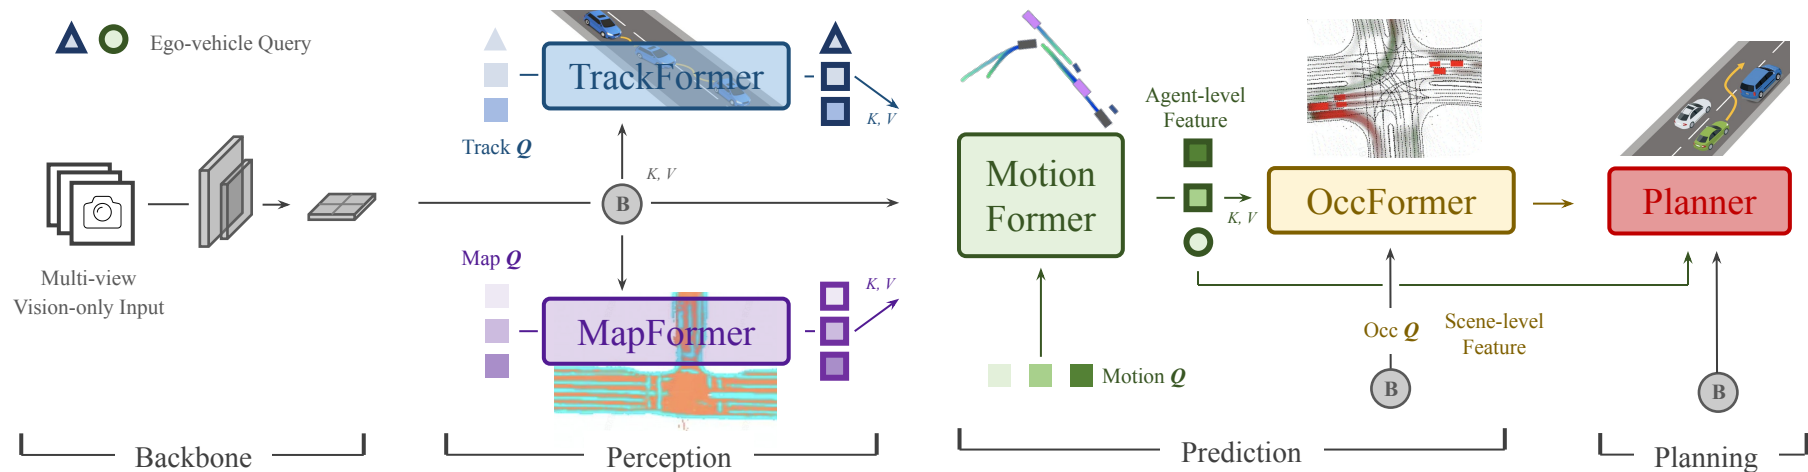 Ego-vehicle Query
TrackFormer
Track Q
K, V
K, V
B
Multi-view
Vision-only Input
Map Q
MapFormer
K, V
Agent-level
Feature
Motion
Former
K, V
OccFormer
Planner
Occ Q
Scene-level
Feature
Motion Q
B
B
Backbone
Perception
Prediction
Planning